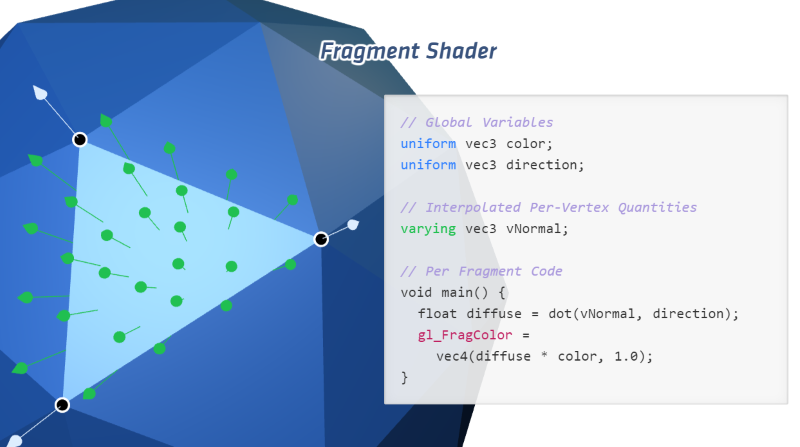 Fragment Shader
// Global Variables
uniform vec3 color;
uniform vec3 direction;
// Interpolated Per-Vertex Quantities
varying vec3 vNormal;
// Per Fragment Code
void main() {
float diffuse = dot(vNormal, direction);
gl_FragColor =
vec4(diffuse * color, 1.0);
}